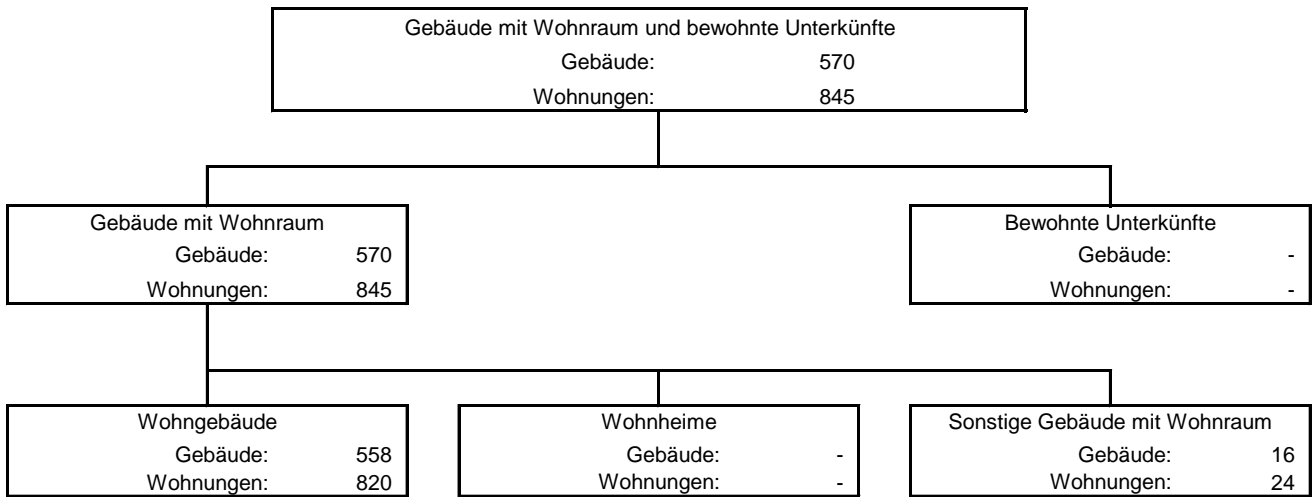 Gebäude mit Wohnraum und bewohnte Unterkünfte
Gebäude: 570
Wohnungen: 845
Gebäude mit Wohnraum
Gebäude: 570
Wohnungen: 845
Bewohnte Unterkünfte
Gebäude: -
Wohnungen: -
Wohngebäude
Gebäude: 558
Wohnungen: 820
Wohnheime
Gebäude: -
Wohnungen: -
Sonstige Gebäude mit Wohnraum
Gebäude: 16
Wohnungen: 24